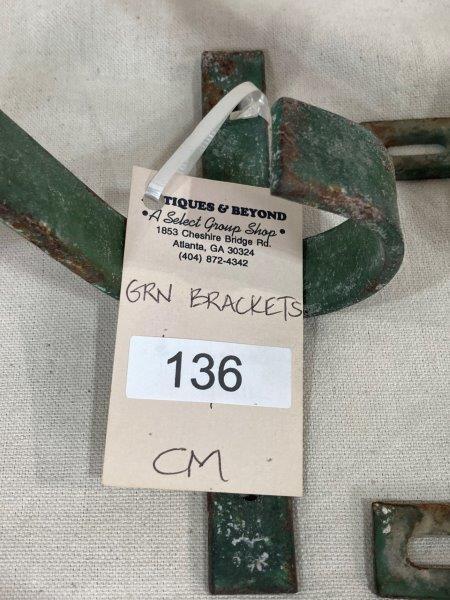 TIQUES & BEYOND
• A Select Group Shop •
1853 Cheshire Bridge Rd.
Atlanta, GA 30324
(404) 872-4342
GRN BRACKETS
136
CM